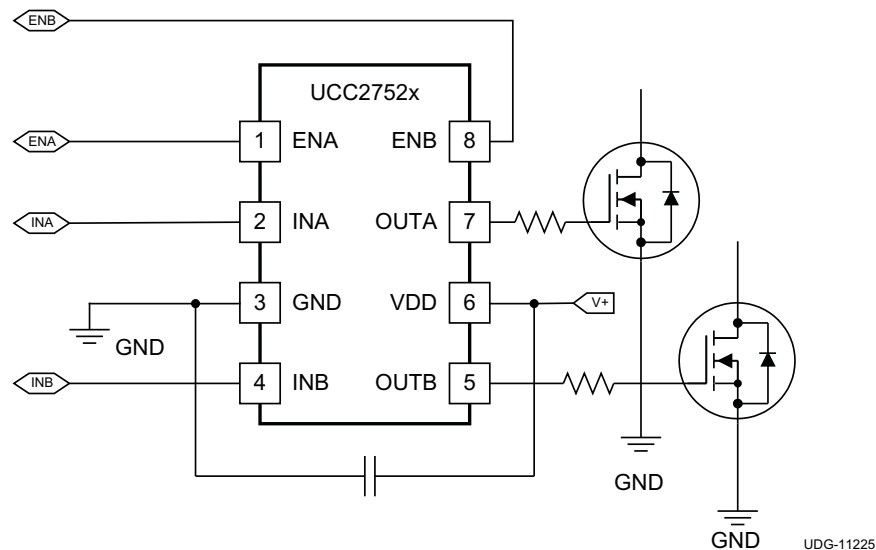 ENB
UCC2752x
ENA
1
ENA
ENB
8
INA
2
INA
OUTA
7
3
GND
VDD
6
V+
GND
INB
4
INB
OUTB
5
GND
GND
UDG-11225